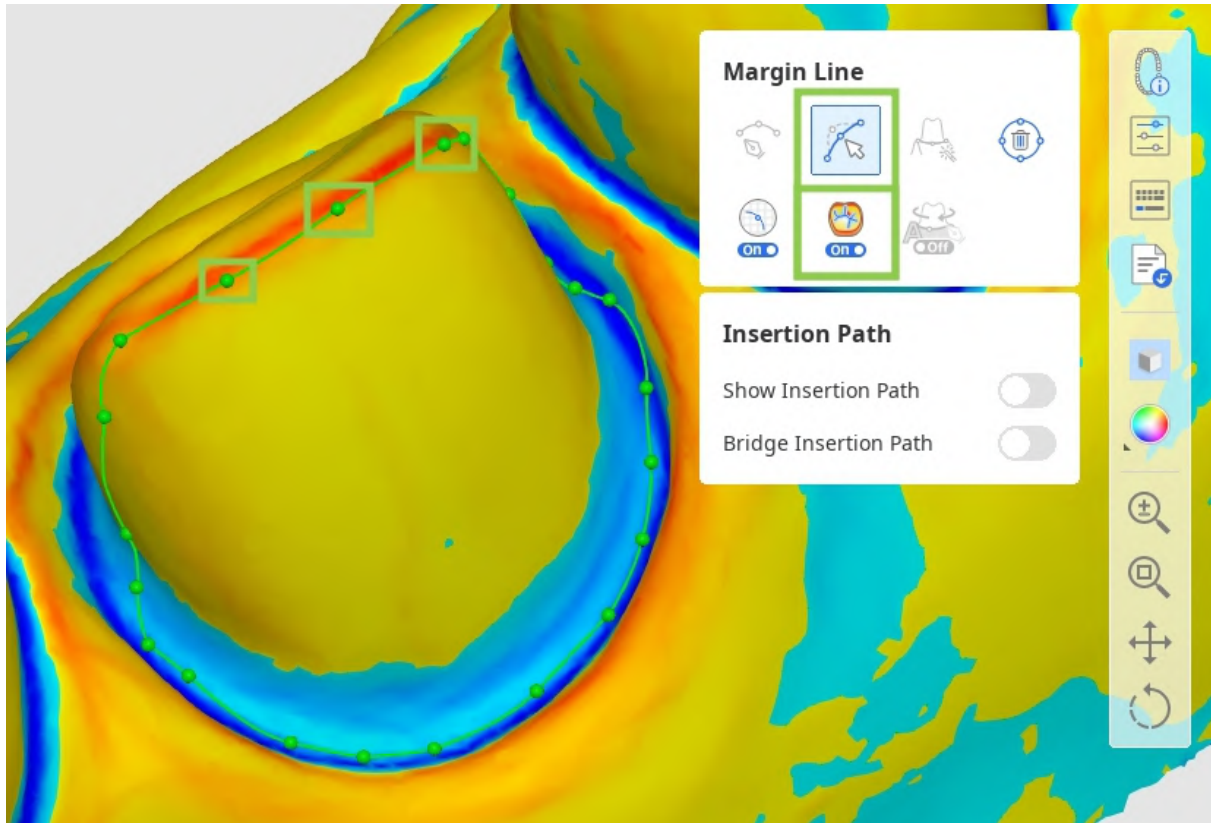 Margin Line
On
On
A
Off
Insertion Path
Show Insertion Path
Bridge Insertion Path